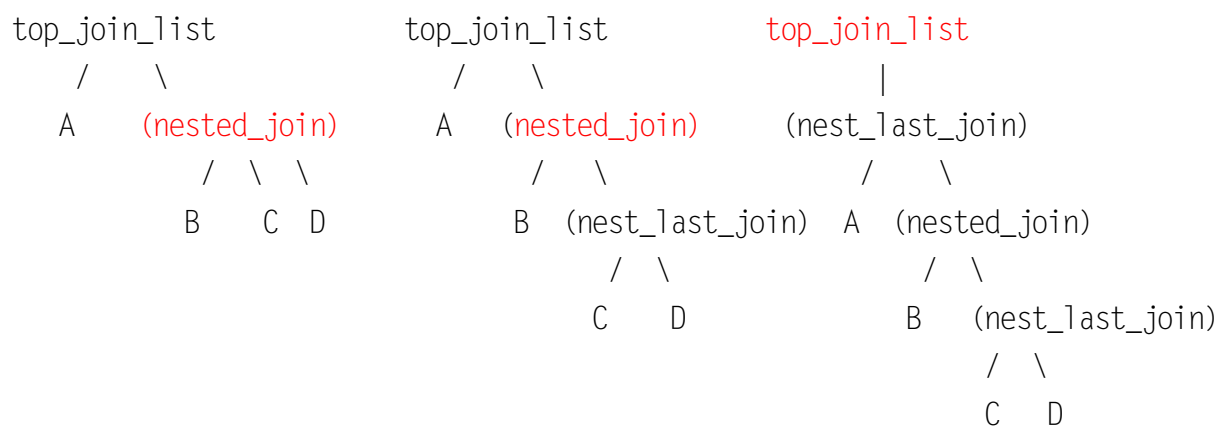 top_join_list top_join_list top_join_list
/ \ / \ |
A (nested_join) A (nested_join) (nest_last_join)
/ \ \ / \ / \
B C D B (nest_last_join) A (nested_join)
/ \ / \
C D B (nest_last_join)
/ \
C D